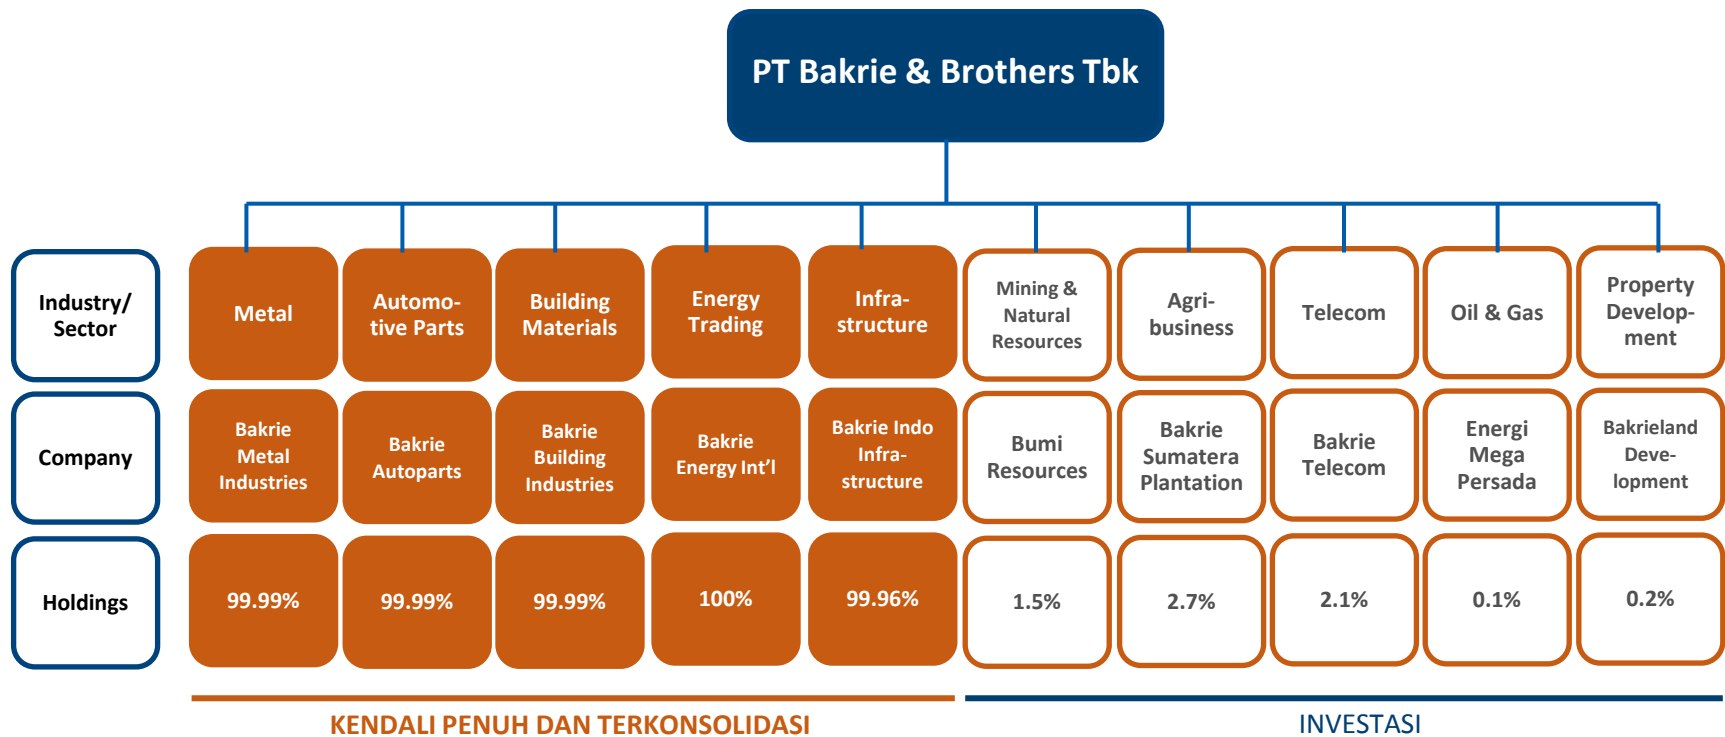 PT Bakrie & Brothers Tbk
Industry/
Sector
Metal
Automo-
tive Parts
Building
Materials
Energy
Trading
Infra-
structure
Mining &
Natural
Resources
Agri-
business
Telecom
Oil & Gas
Property
Develop-
ment
Company
Bakrie
Metal
Industries
Bakrie
Autoparts
Bakrie
Building
Industries
Bakrie
Energy Int’l
Bakrie Indo
Infra-
structure
Bumi
Resources
Bakrie
Sumatera
Plantation
Bakrie
Telecom
Energi
Mega
Persada
Bakrieland
Deve-
lopment
Holdings
99.99%
99.99%
99.99%
100%
99.96%
1.5%
2.7%
2.1%
0.1%
0.2%
KENDALI PENUH DAN TERKONSOLIDASI
INVESTASI